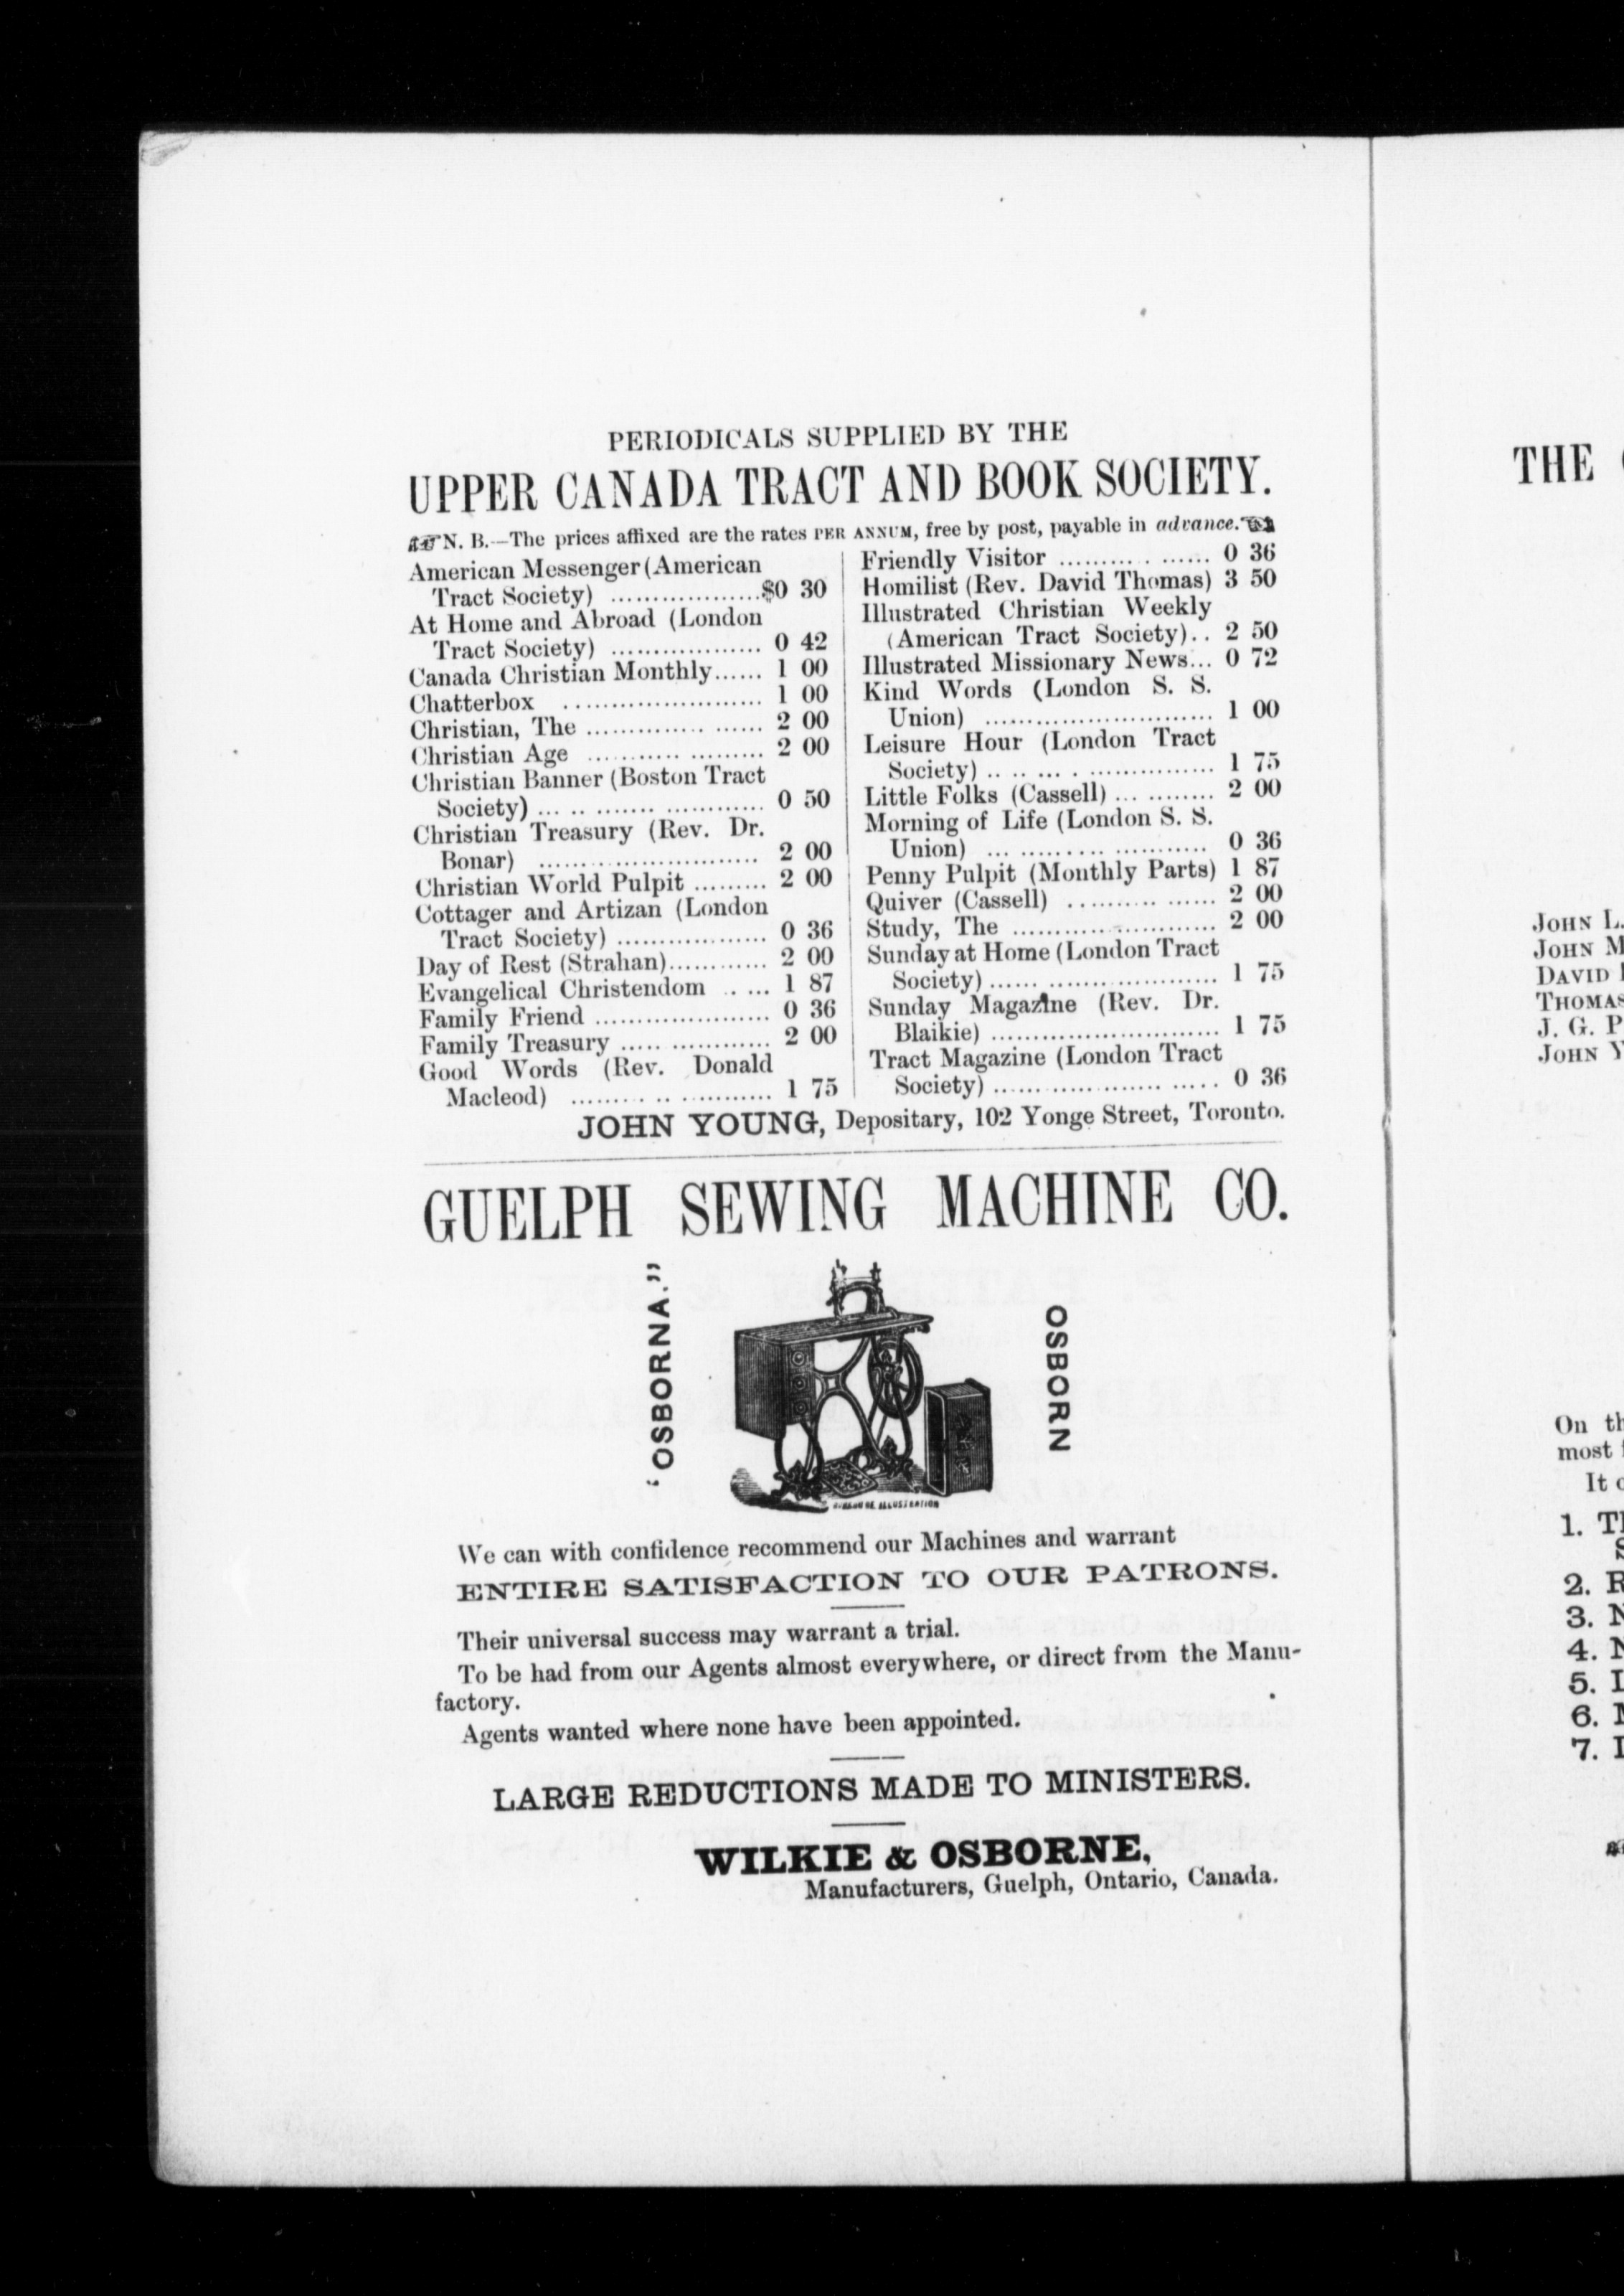 PERIODICALS SUPPLIED BY THE
UPPER CANADA TRACT AND BOOK SOCIETY.
N. B.—The prices affixed are the rates PER ANNUM, free by post, payable in advance.
American Messenger (American
Tract Society) ..................$0 30
At Home and Abroad (London
Tract Society) .................. 0 42
Canada Christian Monthly...... 1 00
Chatterbox ........................ 1 00
Christian, The ..................... 2 00
Christian Age ..................... 2 00
Christian Banner (Boston Tract
Society) ........................... 0 50
Christian Treasury (Rev. Dr.
Bonar) ........................... 2 00
Christian World Pulpit ......... 2 00
Cottager and Artizan (London
Tract Society) .................. 0 36
Day of Rest (Strahan)............ 2 00
Evangelical Christendom ...... 1 87
Family Friend ..................... 0 36
Family Treasury .................. 2 00
Good Words (Rev. Donald
Macleod) ........................ 1 75
Friendly Visitor .................. 0 36
Homilist (Rev. David Thomas) 3 50
Illustrated Christian Weekly
(American Tract Society).. 2 50
Illustrated Missionary News... 0 72
Kind Words (London S. S.
Union) ........................... 1 00
Leisure Hour (London Tract
Society) ........................... 1 75
Little Folks (Cassell) ............ 2 00
Morning of Life (London S. S.
Union) ........................... 0 36
Penny Pulpit (Monthly Parts) 1 87
Quiver (Cassell) .................. 2 00
Study, The ........................ 2 00
Sunday at Home (London Tract
Society) ........................... 1 75
Sunday Magazine (Rev. Dr.
Blaikie) ........................... 1 75
Tract Magazine (London Tract
Society) ........................... 0 36
JOHN YOUNG, Depositary, 102 Yonge Street, Toronto.
GUELPH SEWING MACHINE CO.
"OSBORNA."
OSBORN
ILLUSTRATION
We can with confidence recommend our Machines and warrant
ENTIRE SATISFACTION TO OUR PATRONS.
Their universal success may warrant a trial.
To be had from our Agents almost everywhere, or direct from the Manu-
factory.
Agents wanted where none have been appointed.
LARGE REDUCTIONS MADE TO MINISTERS.
WILKIE & OSBORNE,
Manufacturers, Guelph, Ontario, Canada.
THE
JOHN L.
JOHN
DAVID
THOMAS
J. G.
JOHN
On
most
It
1.
2.
3.
4.
5.
6.
7.